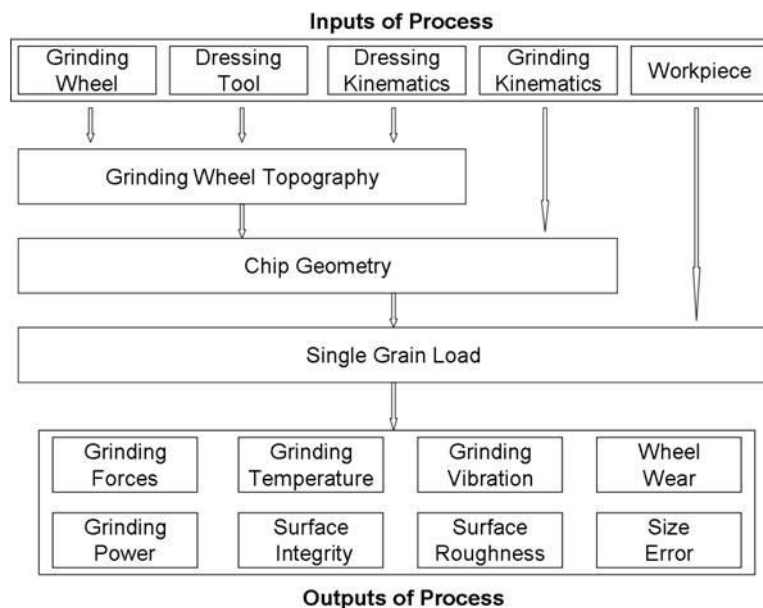 Inputs of Process
Grinding
Wheel
Dressing
Tool
Dressing
Kinematics
Grinding
Kinematics
Workpiece
Grinding Wheel Topography
Chip Geometry
Single Grain Load
Grinding
Forces
Grinding
Temperature
Grinding
Vibration
Wheel
Wear
Grinding
Power
Surface
Integrity
Surface
Roughness
Size
Error
Outputs of Process